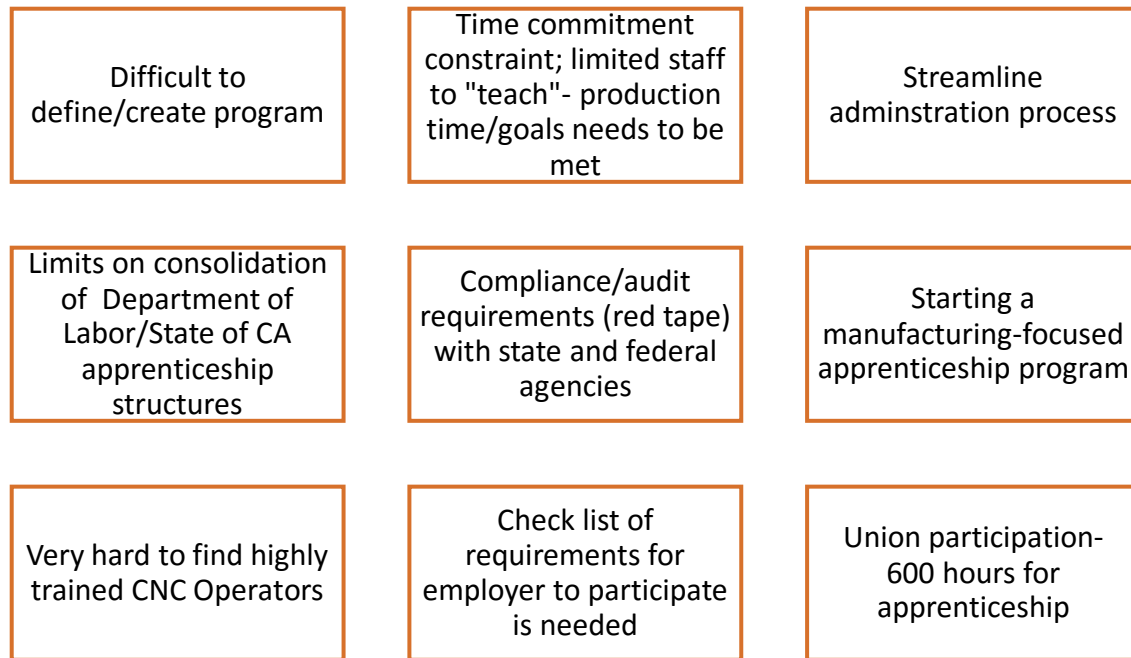 Difficult to
define/create program
Time commitment
constraint; limited staff
to "teach"- production
time/goals needs to be
met
Streamline
adminstration process
Limits on consolidation
of Department of
Labor/State of CA
apprenticeship
structures
Compliance/audit
requirements (red tape)
with state and federal
agencies
Starting a
manufacturing-focused
apprenticeship program
Very hard to find highly
trained CNC Operators
Check list of
requirements for
employer to participate
is needed
Union participation-
600 hours for
apprenticeship